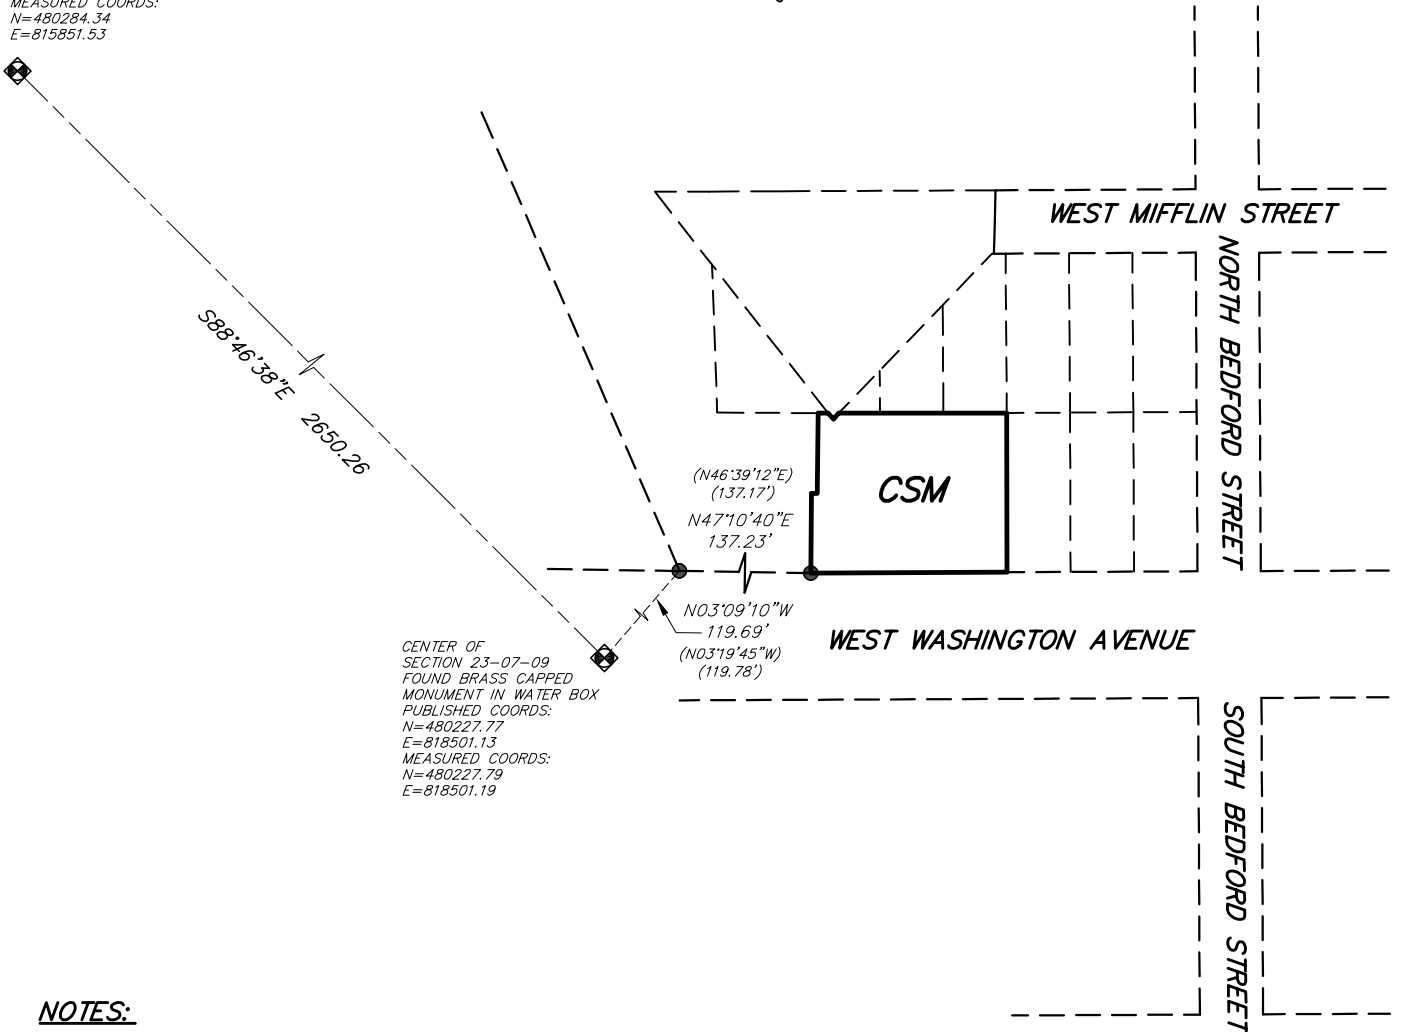 MEASURED COORDS:
N=480284.34
E=815851.53
WEST MIFFLIN STREET
NORTH BEDFORD STREET
S88°46'38"E 2650.26
(N46°39'12"E)
(137.17')
N47°10'40"E
137.23'
CSM
N03°09'10"W
119.69'
(N03°19'45"W)
(119.78')
WEST WASHINGTON AVENUE
CENTER OF
SECTION 23-07-09
FOUND BRASS CAPPED
MONUMENT IN WATER BOX
PUBLISHED COORDS:
N=480227.77
E=818501.13
MEASURED COORDS:
N=480227.79
E=818501.19
SOUTH BEDFORD STREET
NOTES: